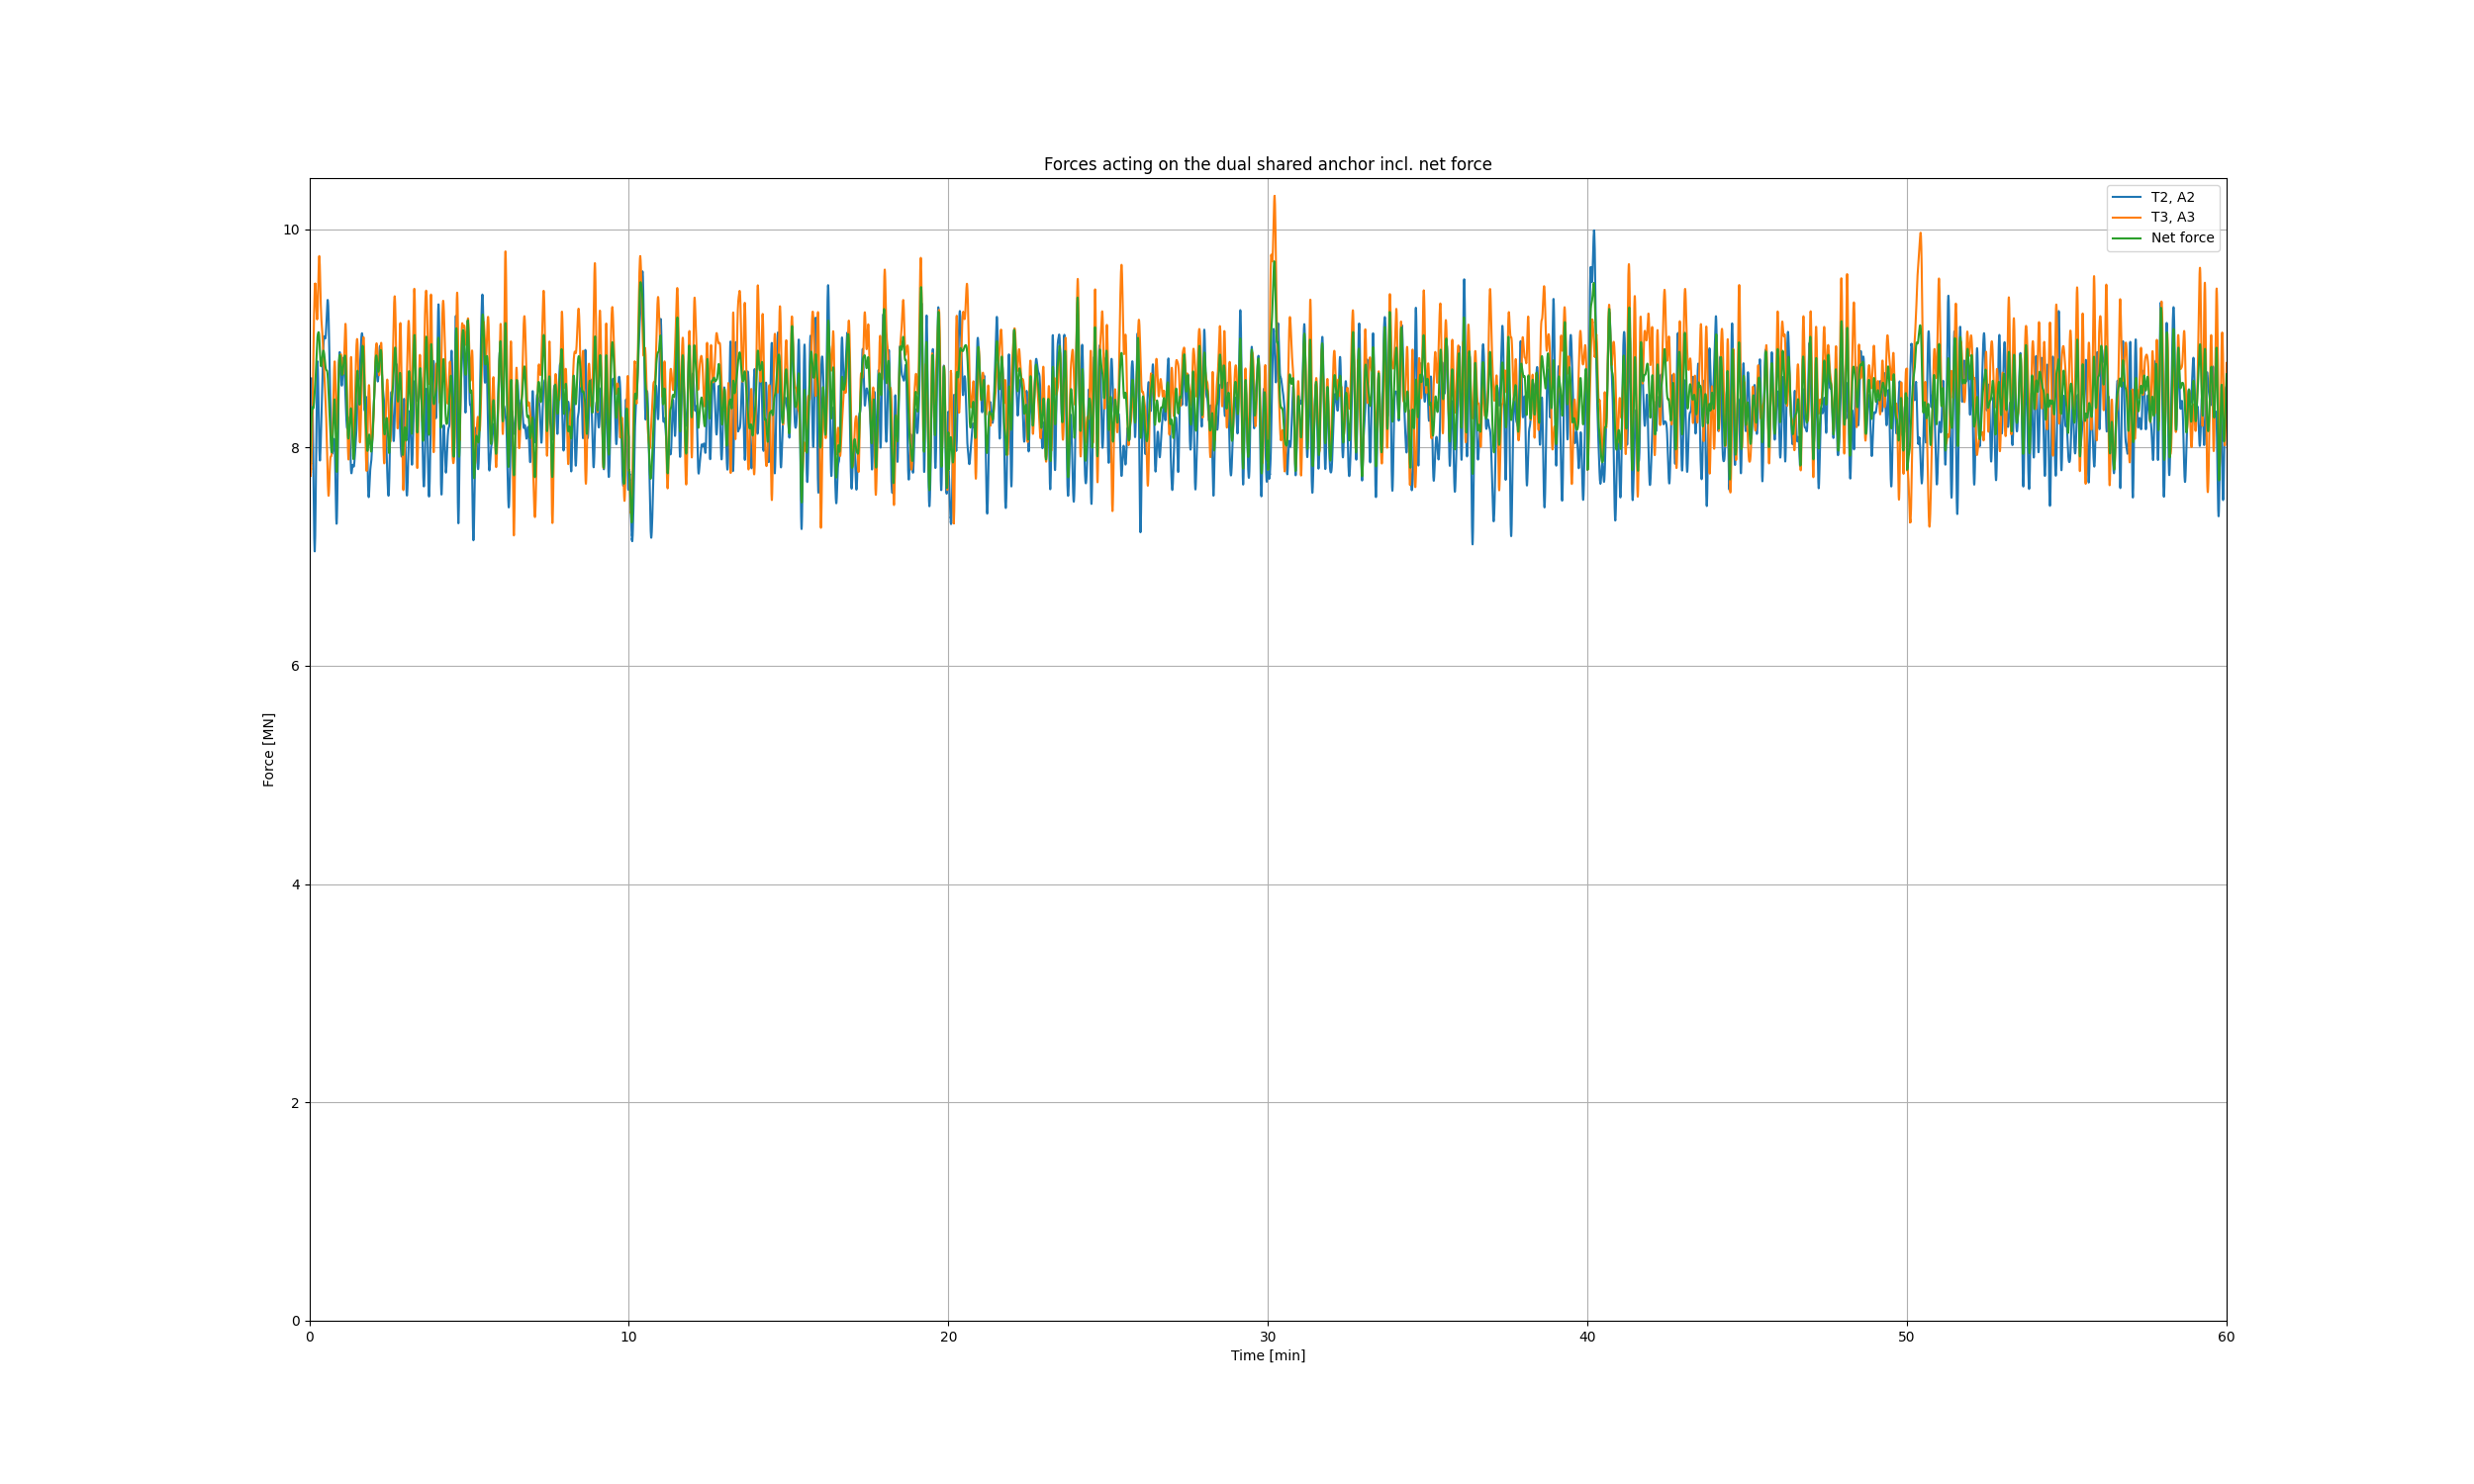 Forces acting on the dual shared anchor incl. net force
T2, A2
T3, A3
Net force
10
8
6
4
2
0
Force [MN]
0 10 20 30 40 50 60
Time [min]